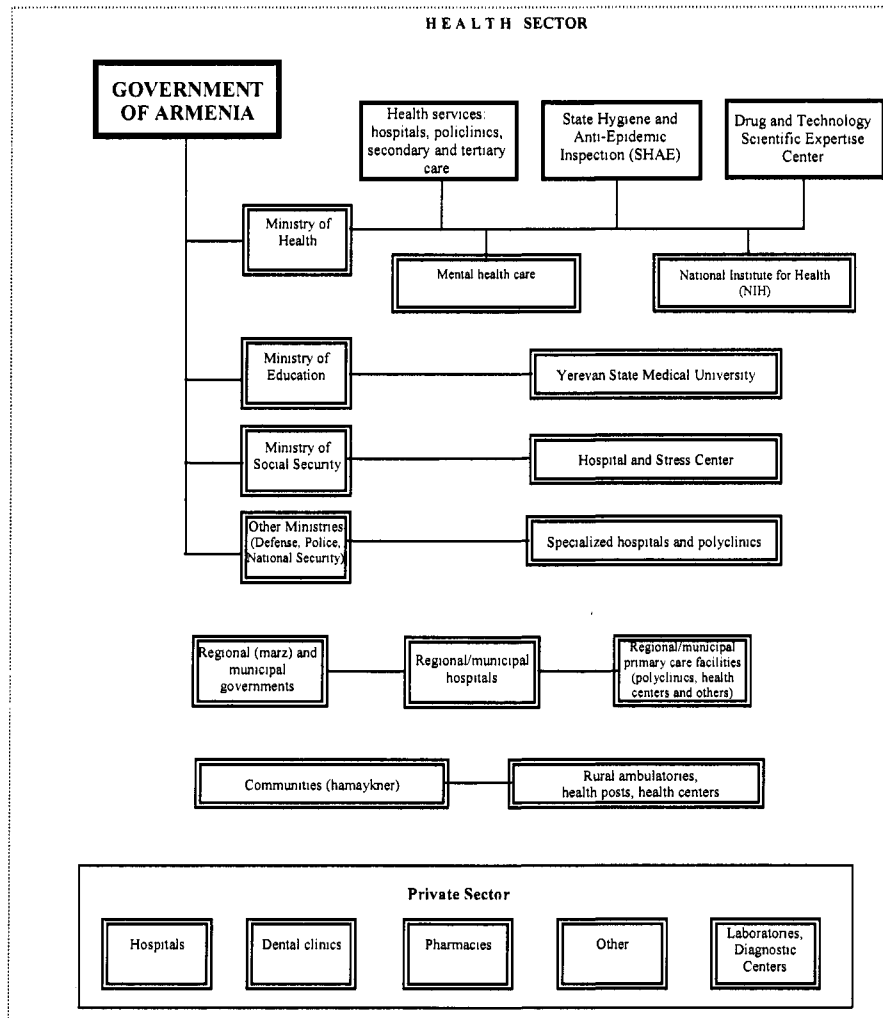 HEALTH SECTOR
GOVERNMENT
OF ARMENIA
Health services:
hospitals, policlinics,
secondary and tertiary
care
State Hygiene and
Anti-Epidemic
Inspection (SHAE)
Drug and Technology
Scientific Expertise
Center
Ministry of
Health
Mental health care
National Institute for Health
(NIH)
Ministry of
Education
Yerevan State Medical University
Ministry of
Social Security
Hospital and Stress Center
Other Ministries
(Defense, Police,
National Security)
Specialized hospitals and polyclinics
Regional (marz) and
municipal
governments
Regional/municipal
hospitals
Regional/municipal
primary care facilities
(polyclinics, health
centers and others)
Communities (hamaykner)
Rural ambulatories,
health posts, health centers
Private Sector
Hospitals
Dental clinics
Pharmacies
Other
Laboratories,
Diagnostic
Centers